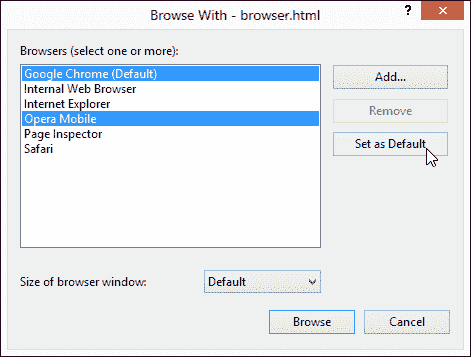 Browse With - browser.html
?
x
Browsers (select one or more):
Google Chrome (Default)
Internal Web Browser
Internet Explorer
Opera Mobile
Page Inspector
Safari
Add...
Remove
Set as Default
Size of browser window:
Default
Browse
Cancel